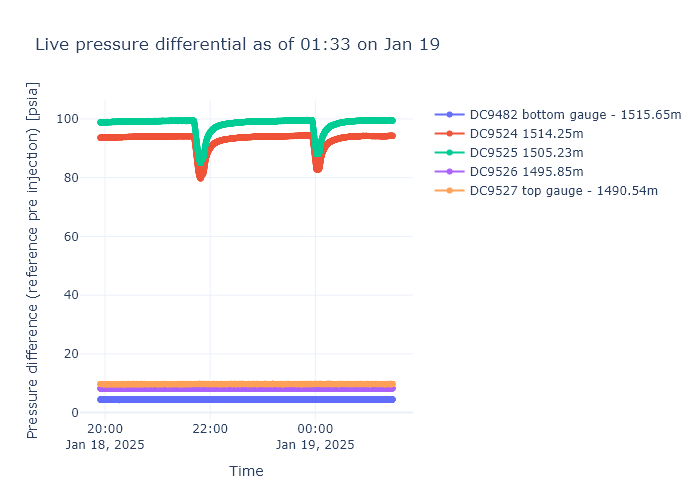 Live pressure differential as of 01:33 on Jan 19
Pressure difference (reference pre injection) [psia]
100
80
60
40
20
0
20:00
Jan 18, 2025
22:00
00:00
Jan 19, 2025
Time
DC9482 bottom gauge - 1515.65m
DC9524 1514.25m
DC9525 1505.23m
DC9526 1495.85m
DC9527 top gauge - 1490.54m